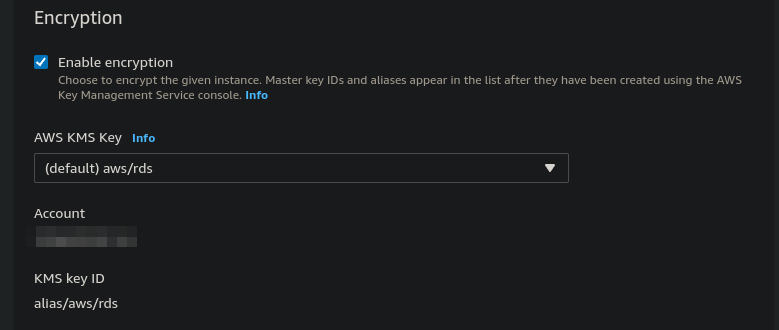 Encryption
Enable encryption
Choose to encrypt the given instance. Master key IDs and aliases appear in the list after they have been created using the AWS
Key Management Service console. Info
AWS KMS Key Info
(default) aws/rds
Account
KMS key ID
alias/aws/rds